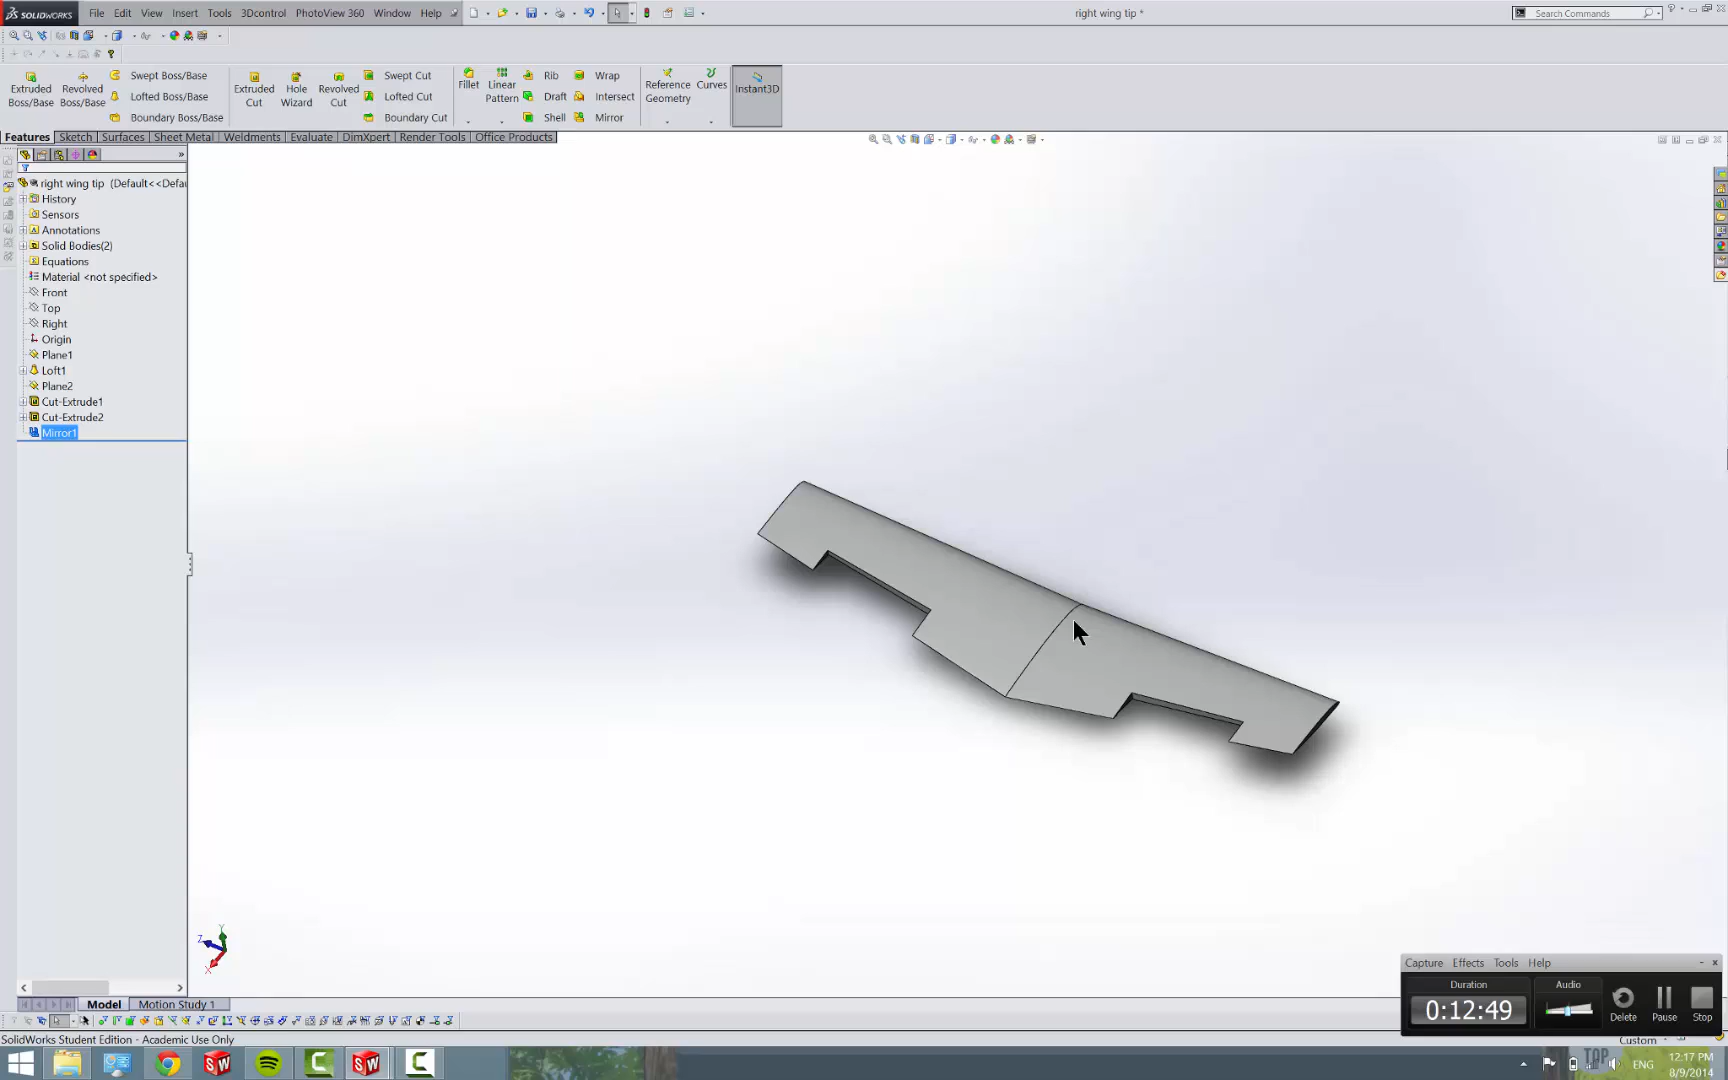 SOLIDWORKS File Edit View Insert Tools 3Dcontrol PhotoView 360 Window Help right wing tip * Search Commands
Extruded Boss/Base
Revolved Boss/Base
Swept Boss/Base
Lofted Boss/Base
Boundary Boss/Base
Extruded Cut
Hole Wizard
Revolved Cut
Swept Cut
Lofted Cut
Boundary Cut
Fillet
Linear Pattern
Rib
Draft
Shell
Wrap
Intersect
Mirror
Reference Geometry
Curves
Instant3D
Features Sketch Surfaces Sheet Metal Weldments Evaluate DimXpert Render Tools Office Products
right wing tip (Default<<Defau
History
Sensors
Annotations
Solid Bodies(2)
Equations
Material <not specified>
Front
Top
Right
Origin
Plane1
Loft1
Plane2
Cut-Extrude1
Cut-Extrude2
Mirror1
Y
Z
X
Capture Effects Tools Help
Duration
Audio
0:12:49
Delete Pause Stop
Model Motion Study 1
SolidWorks Student Edition - Academic Use Only
Custom
ENG
12:17 PM
8/9/2014